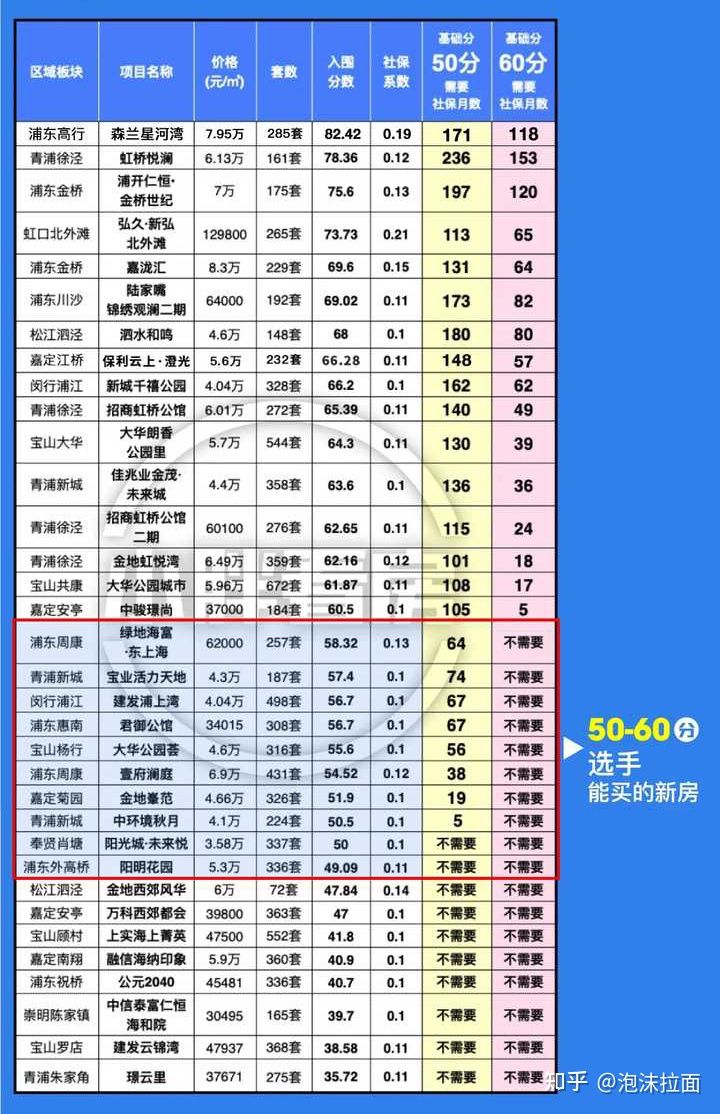 区域板块 项目名称 价格(元/㎡) 套数 入围分数 社保系数 基础分50分需要社保月数 基础分60分需要社保月数
浦东高行 森兰星河湾 7.95万 285套 82.42 0.19 171 118
青浦徐泾 虹桥悦澜 6.13万 161套 78.36 0.12 236 153
浦东金桥 浦开仁恒·金桥世纪 7万 175套 75.6 0.13 197 120
虹口北外滩 弘久·新弘北外滩 129800 265套 73.73 0.21 113 65
浦东金桥 嘉泷汇 8.3万 229套 69.6 0.15 131 64
浦东川沙 陆家嘴锦绣观澜二期 64000 192套 69.02 0.11 173 82
松江泗泾 泗水和鸣 4.6万 148套 68 0.1 180 80
嘉定江桥 保利云上·澄光 5.6万 232套 66.28 0.11 148 57
闵行浦江 新城千禧公园 4.04万 328套 66.2 0.1 162 62
青浦徐泾 招商虹桥公馆 6.01万 272套 65.39 0.11 140 49
宝山大华 大华朗香公园里 5.7万 544套 64.3 0.11 130 39
青浦新城 佳兆业金茂·未来城 4.4万 358套 63.6 0.1 136 36
青浦徐泾 招商虹桥公馆二期 60100 276套 62.65 0.11 115 24
青浦徐泾 金地虹悦湾 6.49万 359套 62.16 0.12 101 18
宝山共康 大华公园城市 5.96万 672套 61.87 0.11 108 17
嘉定安亭 中骏璟尚 37000 184套 60.5 0.1 105 5
浦东周康 绿地海富·东上海 62000 257套 58.32 0.13 64 不需要
青浦新城 宝业活力天地 4.3万 187套 57.4 0.1 74 不需要
闵行浦江 建发浦上湾 4.04万 498套 56.7 0.1 67 不需要
浦东惠南 君御公馆 34015 308套 56.7 0.1 67 不需要
宝山杨行 大华公园荟 4.6万 316套 55.6 0.1 56 不需要
浦东周康 壹府澜庭 6.9万 431套 54.52 0.12 38 不需要
嘉定菊园 金地峯范 4.66万 326套 51.9 0.1 19 不需要
青浦新城 中环境秋月 4.1万 224套 50.5 0.1 5 不需要
奉贤肖塘 阳光城·未来悦 3.58万 337套 50 0.1 不需要 不需要
浦东外高桥 阳明花园 5.3万 336套 49.09 0.11 不需要 不需要
松江泗泾 金地西郊风华 6万 72套 47.84 0.14 不需要 不需要
嘉定安亭 万科西郊都会 39800 363套 47 0.1 不需要 不需要
宝山顾村 上实海上菁英 47500 552套 41.8 0.1 不需要 不需要
嘉定南翔 融信海纳印象 5.9万 360套 40.9 0.1 不需要 不需要
浦东祝桥 公元2040 45481 336套 40.7 0.1 不需要 不需要
崇明陈家镇 中信泰富仁恒海和院 30495 165套 39.7 0.1 不需要 不需要
宝山罗店 建发云锦湾 47937 368套 38.58 0.11 不需要 不需要
青浦朱家角 璟云里 37671 275套 35.72 0.11 不需要 不需要
50-60分
选手
能买的新房
知乎 @泡沫拉面